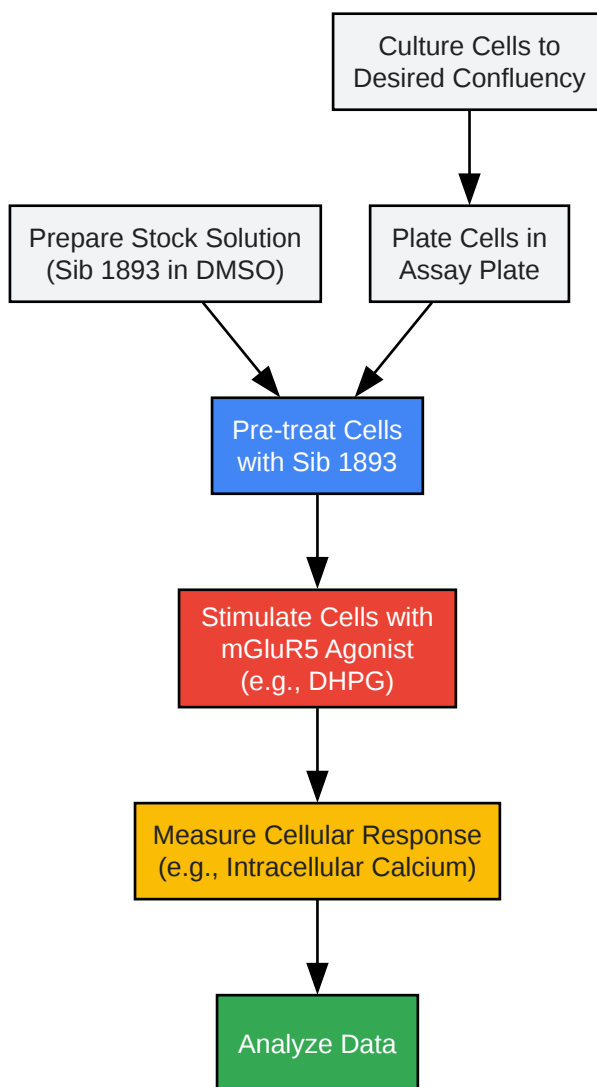 Culture Cells to
Desired Confluency
Prepare Stock Solution
(Sib 1893 in DMSO)
Plate Cells in
Assay Plate
Pre-treat Cells
with Sib 1893
Stimulate Cells with
mGluR5 Agonist
(e.g., DHPG)
Measure Cellular Response
(e.g., Intracellular Calcium)
Analyze Data